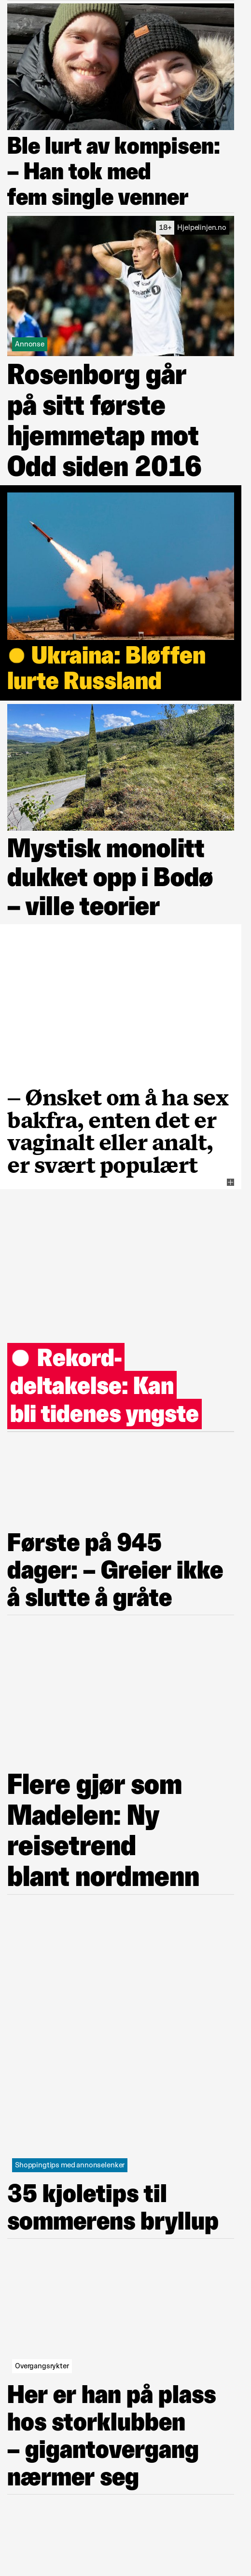 Ble lurt av kompisen:
– Han tok med
fem single venner
18+ Hjelpelinjen.no
Annonse
Rosenborg går
på sitt første
hjemmetap mot
Odd siden 2016
Ukraina: Bløffen
lurte Russland
Mystisk monolitt
dukket opp i Bodø
– ville teorier
– Ønsket om å ha sex
bakfra, enten det er
vaginalt eller analt,
er svært populært
Rekord-
deltakelse: Kan
bli tidenes yngste
Første på 945
dager: – Greier ikke
å slutte å gråte
Flere gjør som
Madelen: Ny
reisetrend
blant nordmenn
Shoppingtips med annonselenker
35 kjoletips til
sommerens bryllup
Overgangsrykter
Her er han på plass
hos storklubben
– gigantovergang
nærmer seg